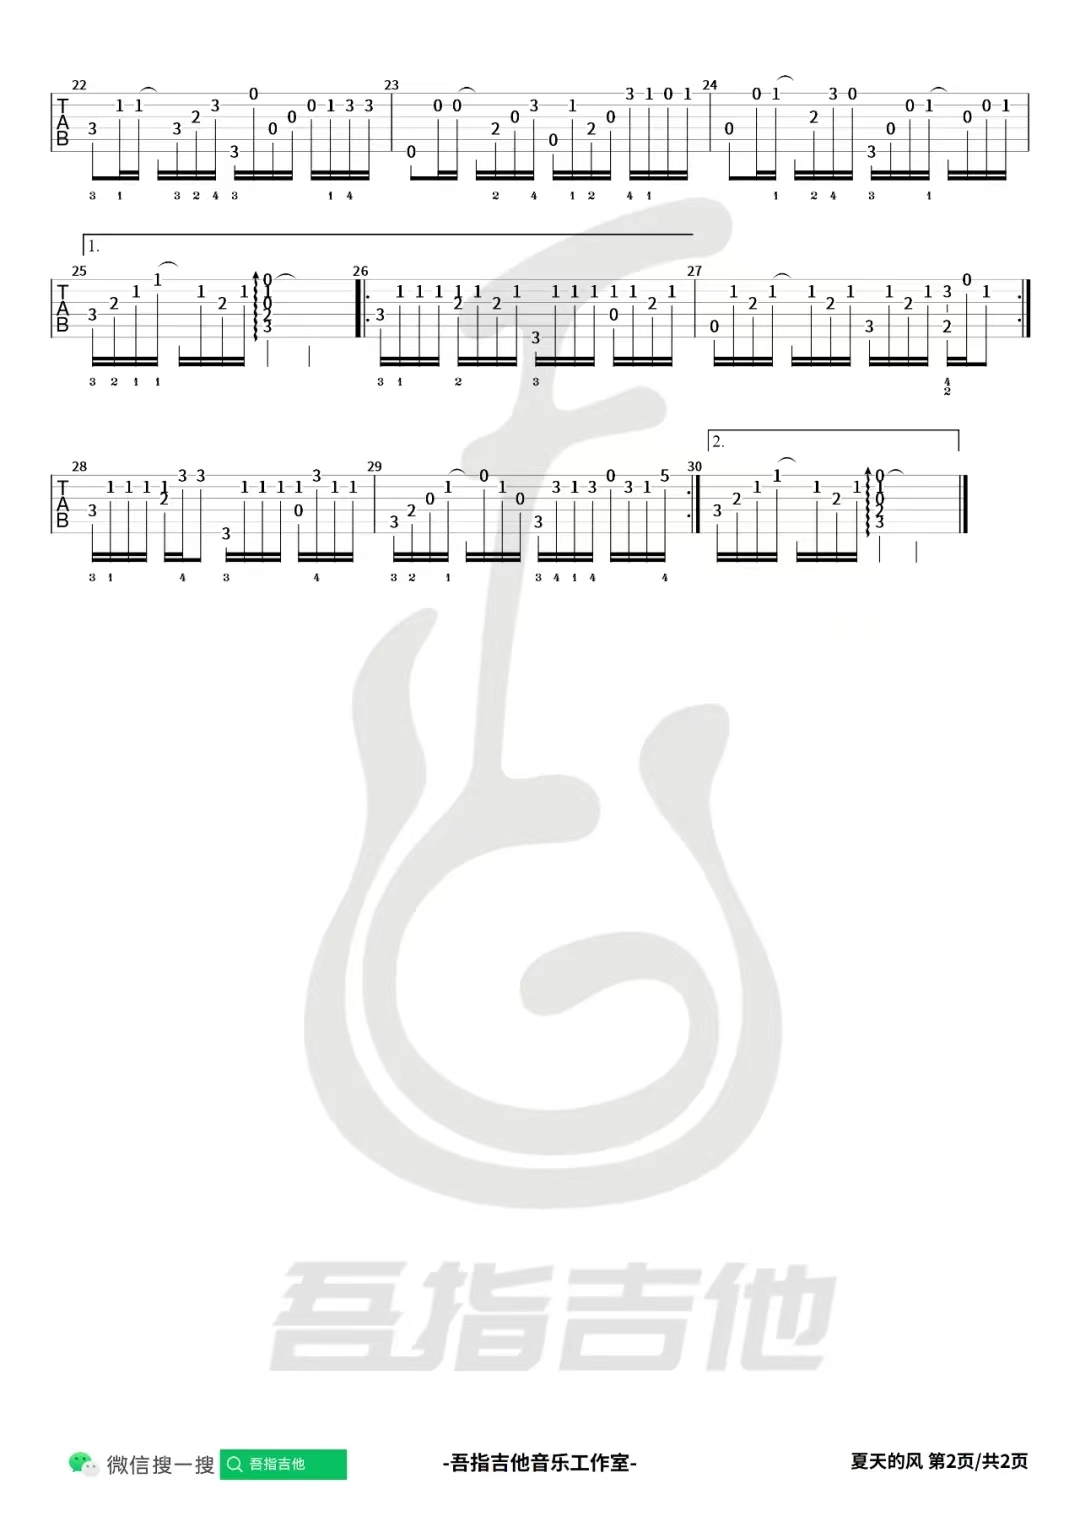 22 23 24
T 1 1 3 0 0 1 3 3 0 0 3 1 3 1 0 1 0 1 3 0 0 1 0 1
A 3 3 2 0 0 2 0 2 0 0 2 0 0
B 3 0 0 3
3 1 3 2 4 3 1 4 2 4 1 2 4 1 1 2 4 3 1
1.
25 26 27
T 1 0 1 1 1 1 1 1 1 1 1 1 1 1 1 1 1 1 1 1 1 1 3 0 1
A 3 2 2 0 2 3 2 2 0 2 2 2 2
B 3 3 0 3 2
3 2 1 1 3 1 2 3 4 2
2.
28 29 30
T 1 1 1 1 3 3 1 1 1 1 3 1 1 1 0 1 3 1 3 0 3 1 5 1 1 1 1 0 1
A 3 2 0 2 0 0 3 2 2 0 2
B 3 3 3 3
3 1 4 3 4 3 2 1 3 4 1 4 4
吾指吉他
微信搜一搜 吾指吉他 -吾指吉他音乐工作室- 夏天的风 第2页/共2页